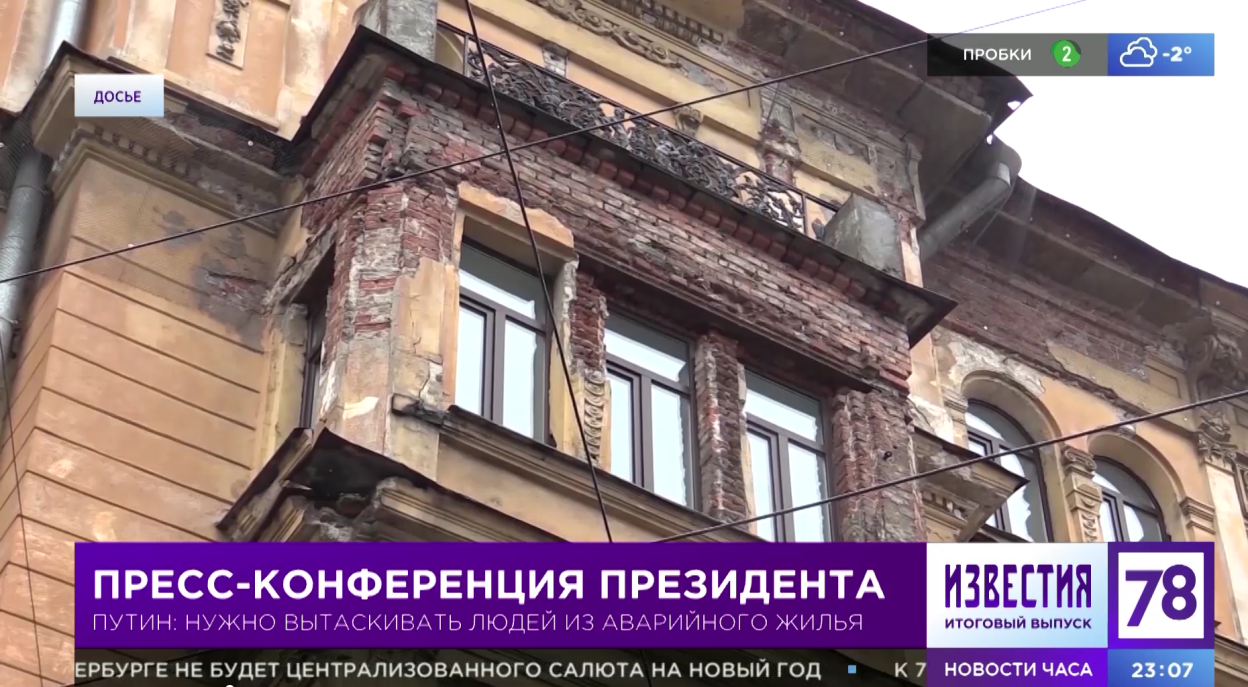 ПРОБКИ 2 -2°
ДОСЬЕ
ПРЕСС-КОНФЕРЕНЦИЯ ПРЕЗИДЕНТА
ПУТИН: НУЖНО ВЫТАСКИВАТЬ ЛЮДЕЙ ИЗ АВАРИЙНОГО ЖИЛЬЯ
ИЗВЕСТИЯ
ИТОГОВЫЙ ВЫПУСК
78
ЕРБУРГЕ НЕ БУДЕТ ЦЕНТРАЛИЗОВАННОГО САЛЮТА НА НОВЫЙ ГОД К 7
НОВОСТИ ЧАСА 23:07